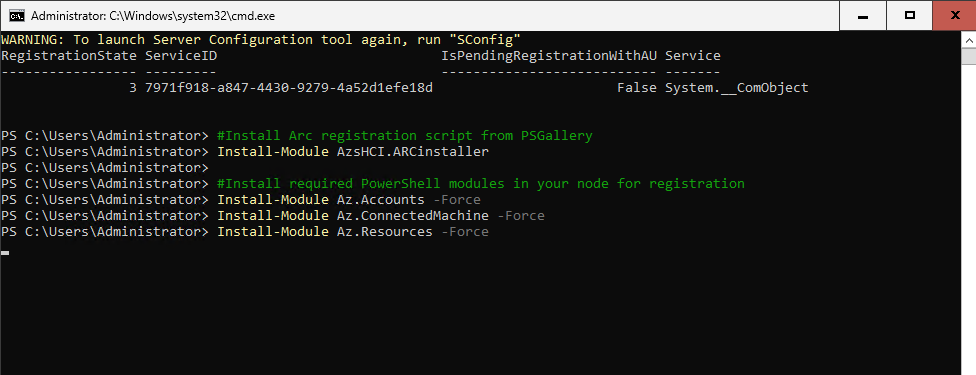 Administrator: C:\Windows\system32\cmd.exe
WARNING: To launch Server Configuration tool again, run "SConfig"
RegistrationState ServiceID                            IsPendingRegistrationWithAU Service
----------------- ---------                            --------------------------- -------
                3 7971f918-a847-4430-9279-4a52d1efe18d                       False System.__ComObject
PS C:\Users\Administrator> #Install Arc registration script from PSGallery
PS C:\Users\Administrator> Install-Module AzsHCI.ARCinstaller
PS C:\Users\Administrator>
PS C:\Users\Administrator> #Install required PowerShell modules in your node for registration
PS C:\Users\Administrator> Install-Module Az.Accounts -Force
PS C:\Users\Administrator> Install-Module Az.ConnectedMachine -Force
PS C:\Users\Administrator> Install-Module Az.Resources -Force